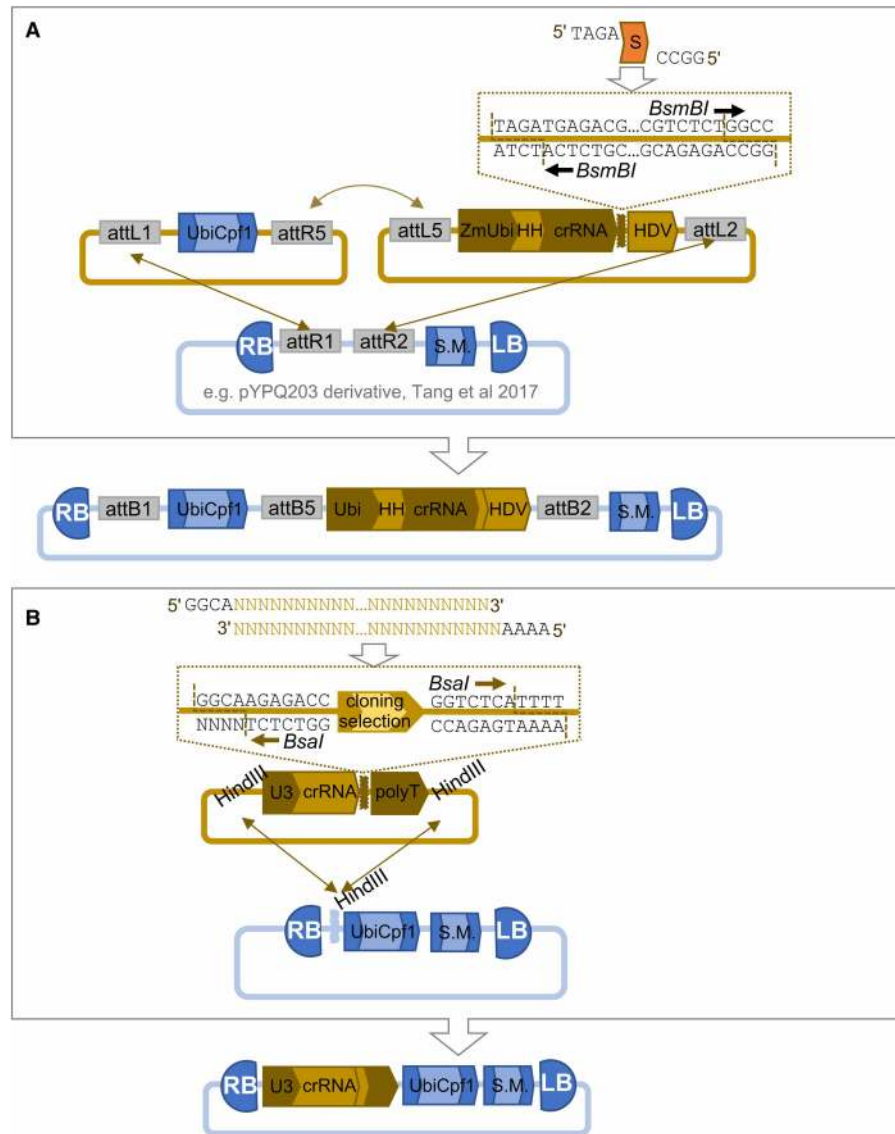 A
5' TAGA S
CCGG 5'
BsmBI
TAGATGAGACG...CGTCTCTGGCC
ATCTACTCTGC...GCAGAGACCGG
BsmBI
attL1 UbiCpf1 attR5
attL5 ZmUbi HH crRNA HDV attL2
RB attR1 attR2 S.M. LB
e.g. pYPQ203 derivative, Tang et al 2017
RB attB1 UbiCpf1 attB5 Ubi HH crRNA HDV attB2 S.M. LB
B
5' GGCANNNNNNNNNN...NNNNNNNNNN3'
3' NNNNNNNNNN...NNNNNNNNNNAAAA 5'
BsaI
GGCAAGAGACC cloning selection GGTCTCATTTT
NNNNTCTCTGG CCAGAGTAAAA
BsaI
HindIII U3 crRNA polyT HindIII
HindIII
RB UbiCpf1 S.M. LB
RB U3 crRNA UbiCpf1 S.M. LB